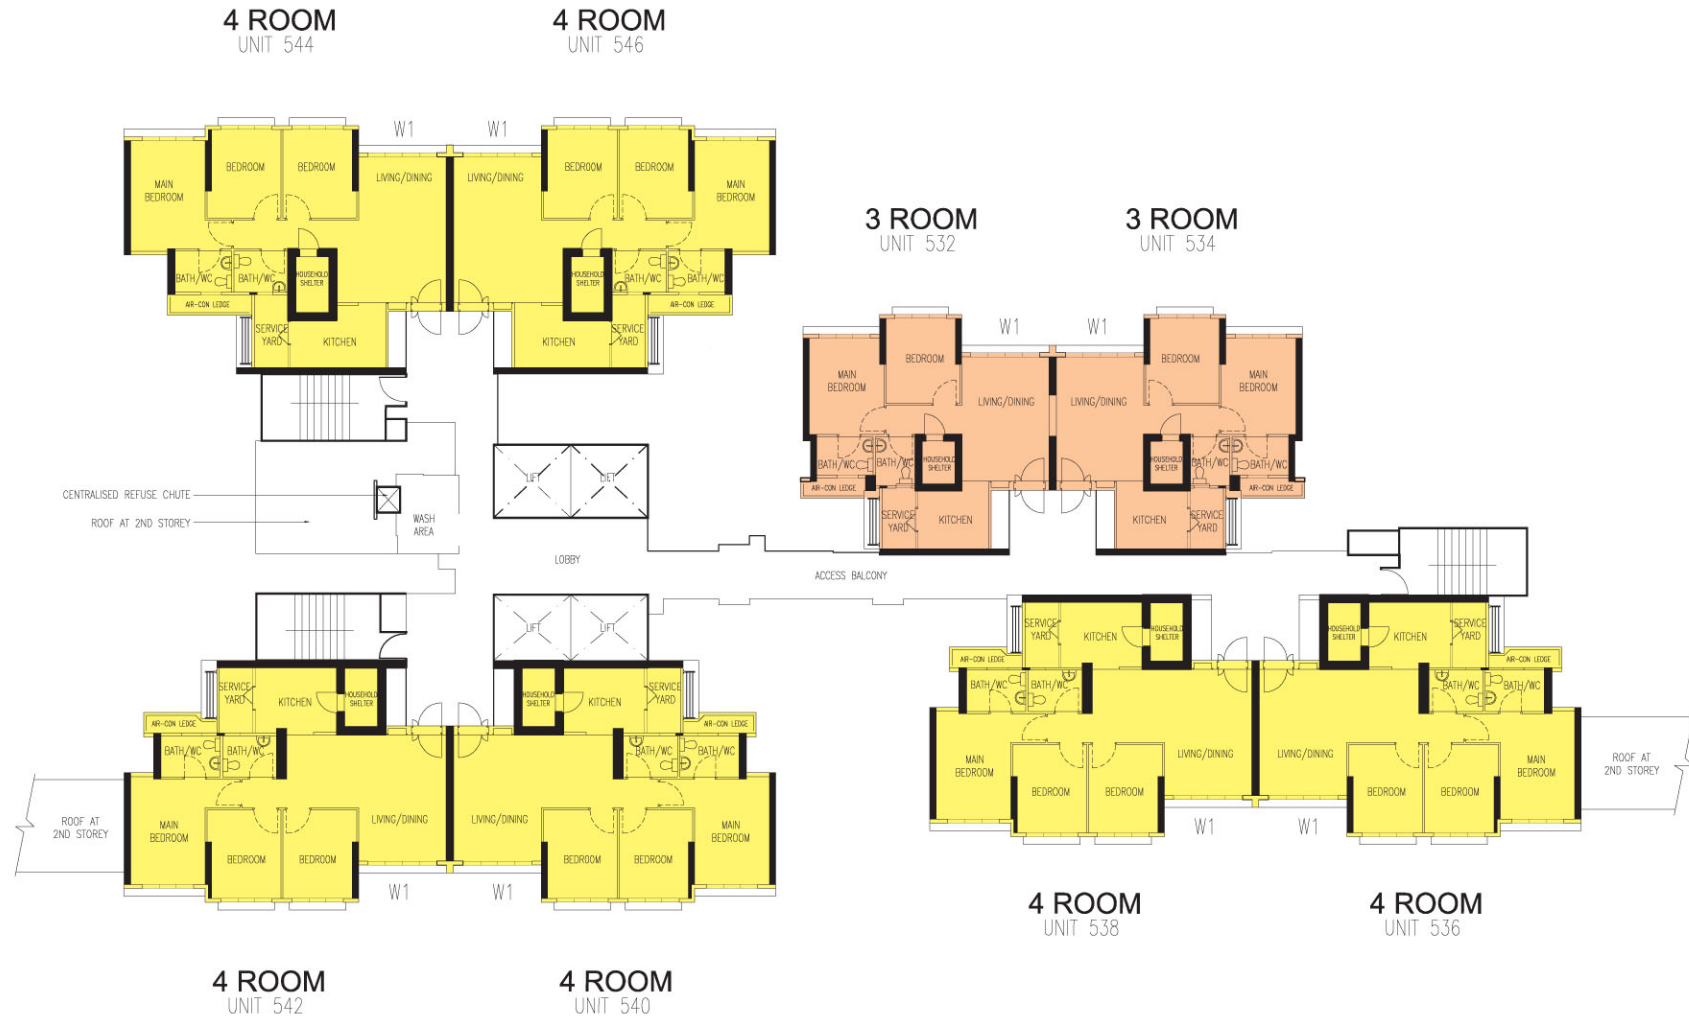 4 ROOM
UNIT 544
4 ROOM
UNIT 546
W1
W1
BEDROOM
BEDROOM
LIVING/DINING
MAIN
BEDROOM
BATH/WC
BATH/WC
HOUSEHOLD
SHELTER
AIR-CON LEDGE
SERVICE
YARD
KITCHEN
LIVING/DINING
BEDROOM
BEDROOM
MAIN
BEDROOM
HOUSEHOLD
SHELTER
BATH/WC
BATH/WC
AIR-CON LEDGE
KITCHEN
SERVICE
YARD
3 ROOM
UNIT 532
3 ROOM
UNIT 534
W1
W1
BEDROOM
MAIN
BEDROOM
LIVING/DINING
BATH/WC
BATH/WC
HOUSEHOLD
SHELTER
AIR-CON LEDGE
SERVICE
YARD
KITCHEN
BEDROOM
MAIN
BEDROOM
LIVING/DINING
HOUSEHOLD
SHELTER
BATH/WC
BATH/WC
AIR-CON LEDGE
KITCHEN
SERVICE
YARD
LIFT
LIFT
CENTRALISED REFUSE CHUTE
ROOF AT 2ND STOREY
WASH
AREA
LOBBY
ACCESS BALCONY
LIFT
LIFT
SERVICE
YARD
KITCHEN
HOUSEHOLD
SHELTER
AIR-CON LEDGE
BATH/WC
BATH/WC
MAIN
BEDROOM
LIVING/DINING
BEDROOM
BEDROOM
ROOF AT
2ND STOREY
HOUSEHOLD
SHELTER
KITCHEN
SERVICE
YARD
AIR-CON LEDGE
BATH/WC
BATH/WC
LIVING/DINING
MAIN
BEDROOM
BEDROOM
BEDROOM
W1
W1
SERVICE
YARD
KITCHEN
HOUSEHOLD
SHELTER
AIR-CON LEDGE
BATH/WC
BATH/WC
MAIN
BEDROOM
LIVING/DINING
BEDROOM
BEDROOM
HOUSEHOLD
SHELTER
KITCHEN
SERVICE
YARD
AIR-CON LEDGE
BATH/WC
BATH/WC
LIVING/DINING
MAIN
BEDROOM
BEDROOM
BEDROOM
ROOF AT
2ND STOREY
W1
W1
4 ROOM
UNIT 538
4 ROOM
UNIT 536
4 ROOM
UNIT 542
4 ROOM
UNIT 540